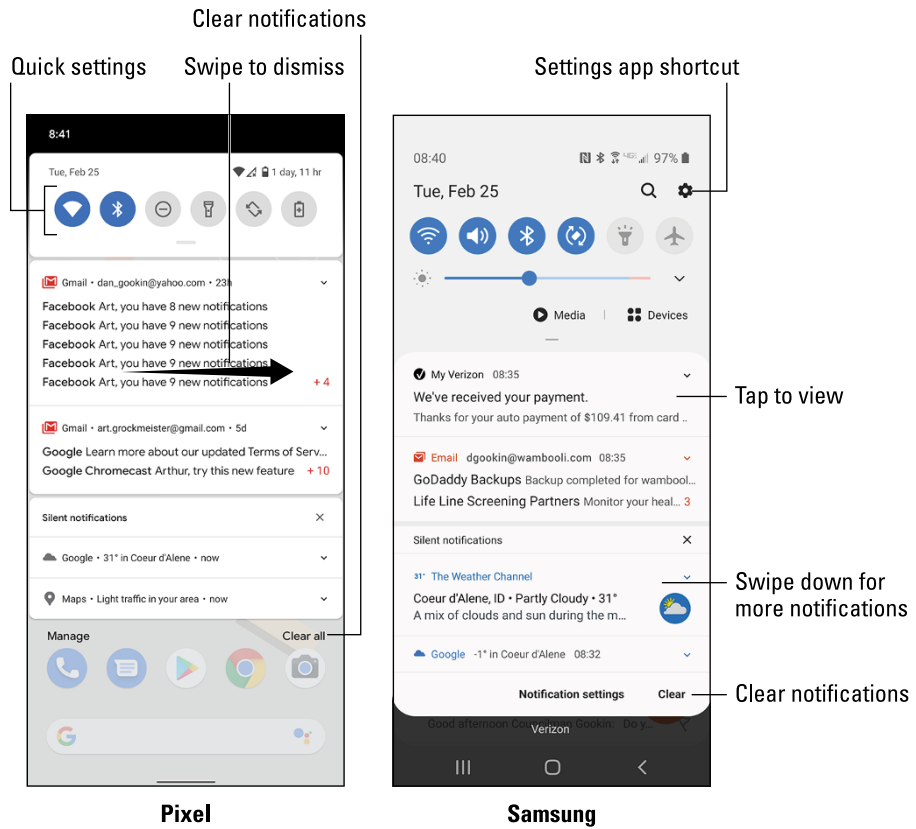 Clear notifications
Quick settings
Swipe to dismiss
Settings app shortcut
8:41
Tue, Feb 25
1 day, 11 hr
Gmail • dan_gookin@yahoo.com • 23h
Facebook Art, you have 8 new notifications
Facebook Art, you have 9 new notifications
Facebook Art, you have 9 new notifications
Facebook Art, you have 9 new notifications
Facebook Art, you have 9 new notifications +4
Gmail • art.grockmeister@gmail.com • 5d
Google Learn more about our updated Terms of Serv...
Google Chromecast Arthur, try this new feature +10
Silent notifications
Google • 31° in Coeur d'Alene • now
Maps • Light traffic in your area • now
Manage
Clear all
Pixel
08:40
97%
Tue, Feb 25
Media
Devices
My Verizon 08:35
We've received your payment.
Thanks for your auto payment of $109.41 from card ..
Tap to view
Email dgookin@wambooli.com 08:35
GoDaddy Backups Backup completed for wambool...
Life Line Screening Partners Monitor your heal... 3
Silent notifications
31° The Weather Channel
Coeur d'Alene, ID • Partly Cloudy • 31°
A mix of clouds and sun during the m...
Swipe down for
more notifications
Google -1° in Coeur d'Alene 08:32
Notification settings
Clear
Clear notifications
Good afternoon Councilman Gookin: Do y...
Verizon
Samsung